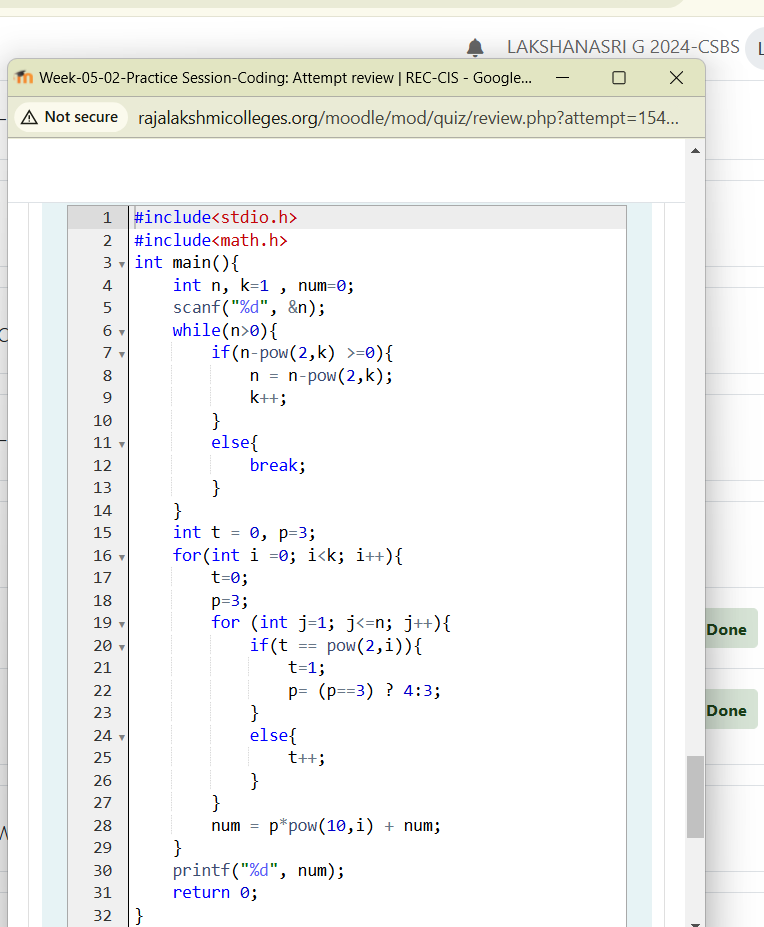 LAKSHANASRI G 2024-CSBS L
Week-05-02-Practice Session-Coding: Attempt review | REC-CIS - Google...
Not secure rajalakshmicolleges.org/moodle/mod/quiz/review.php?attempt=154...
1 #include<stdio.h>
2 #include<math.h>
3 int main(){
4 int n, k=1 , num=0;
5 scanf("%d", &n);
6 while(n>0){
7 if(n-pow(2,k) >=0){
8 n = n-pow(2,k);
9 k++;
10 }
11 else{
12 break;
13 }
14 }
15 int t = 0, p=3;
16 for(int i =0; i<k; i++){
17 t=0;
18 p=3;
19 for (int j=1; j<=n; j++){
20 if(t == pow(2,i)){
21 t=1;
22 p= (p==3) ? 4:3;
23 }
24 else{
25 t++;
26 }
27 }
28 num = p*pow(10,i) + num;
29 }
30 printf("%d", num);
31 return 0;
32 }
Done
Done